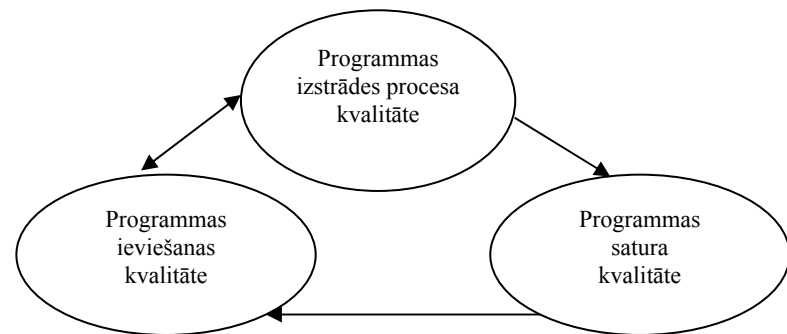 Programmas
izstrādes procesa
kvalitāte
Programmas
ieviešanas
kvalitāte
Programmas
satura
kvalitāte